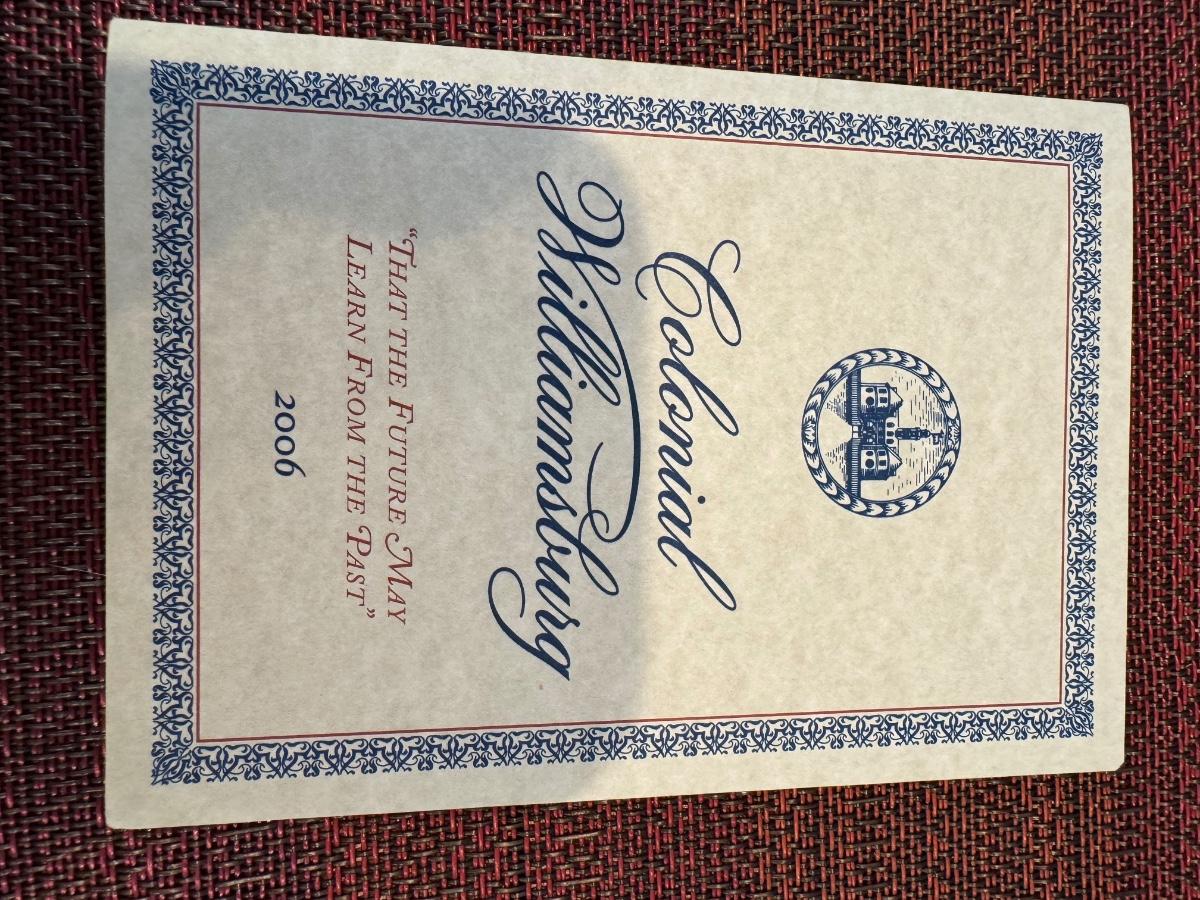 Colonial
Williamsburg
“THAT THE FUTURE MAY
LEARN FROM THE PAST”
2006